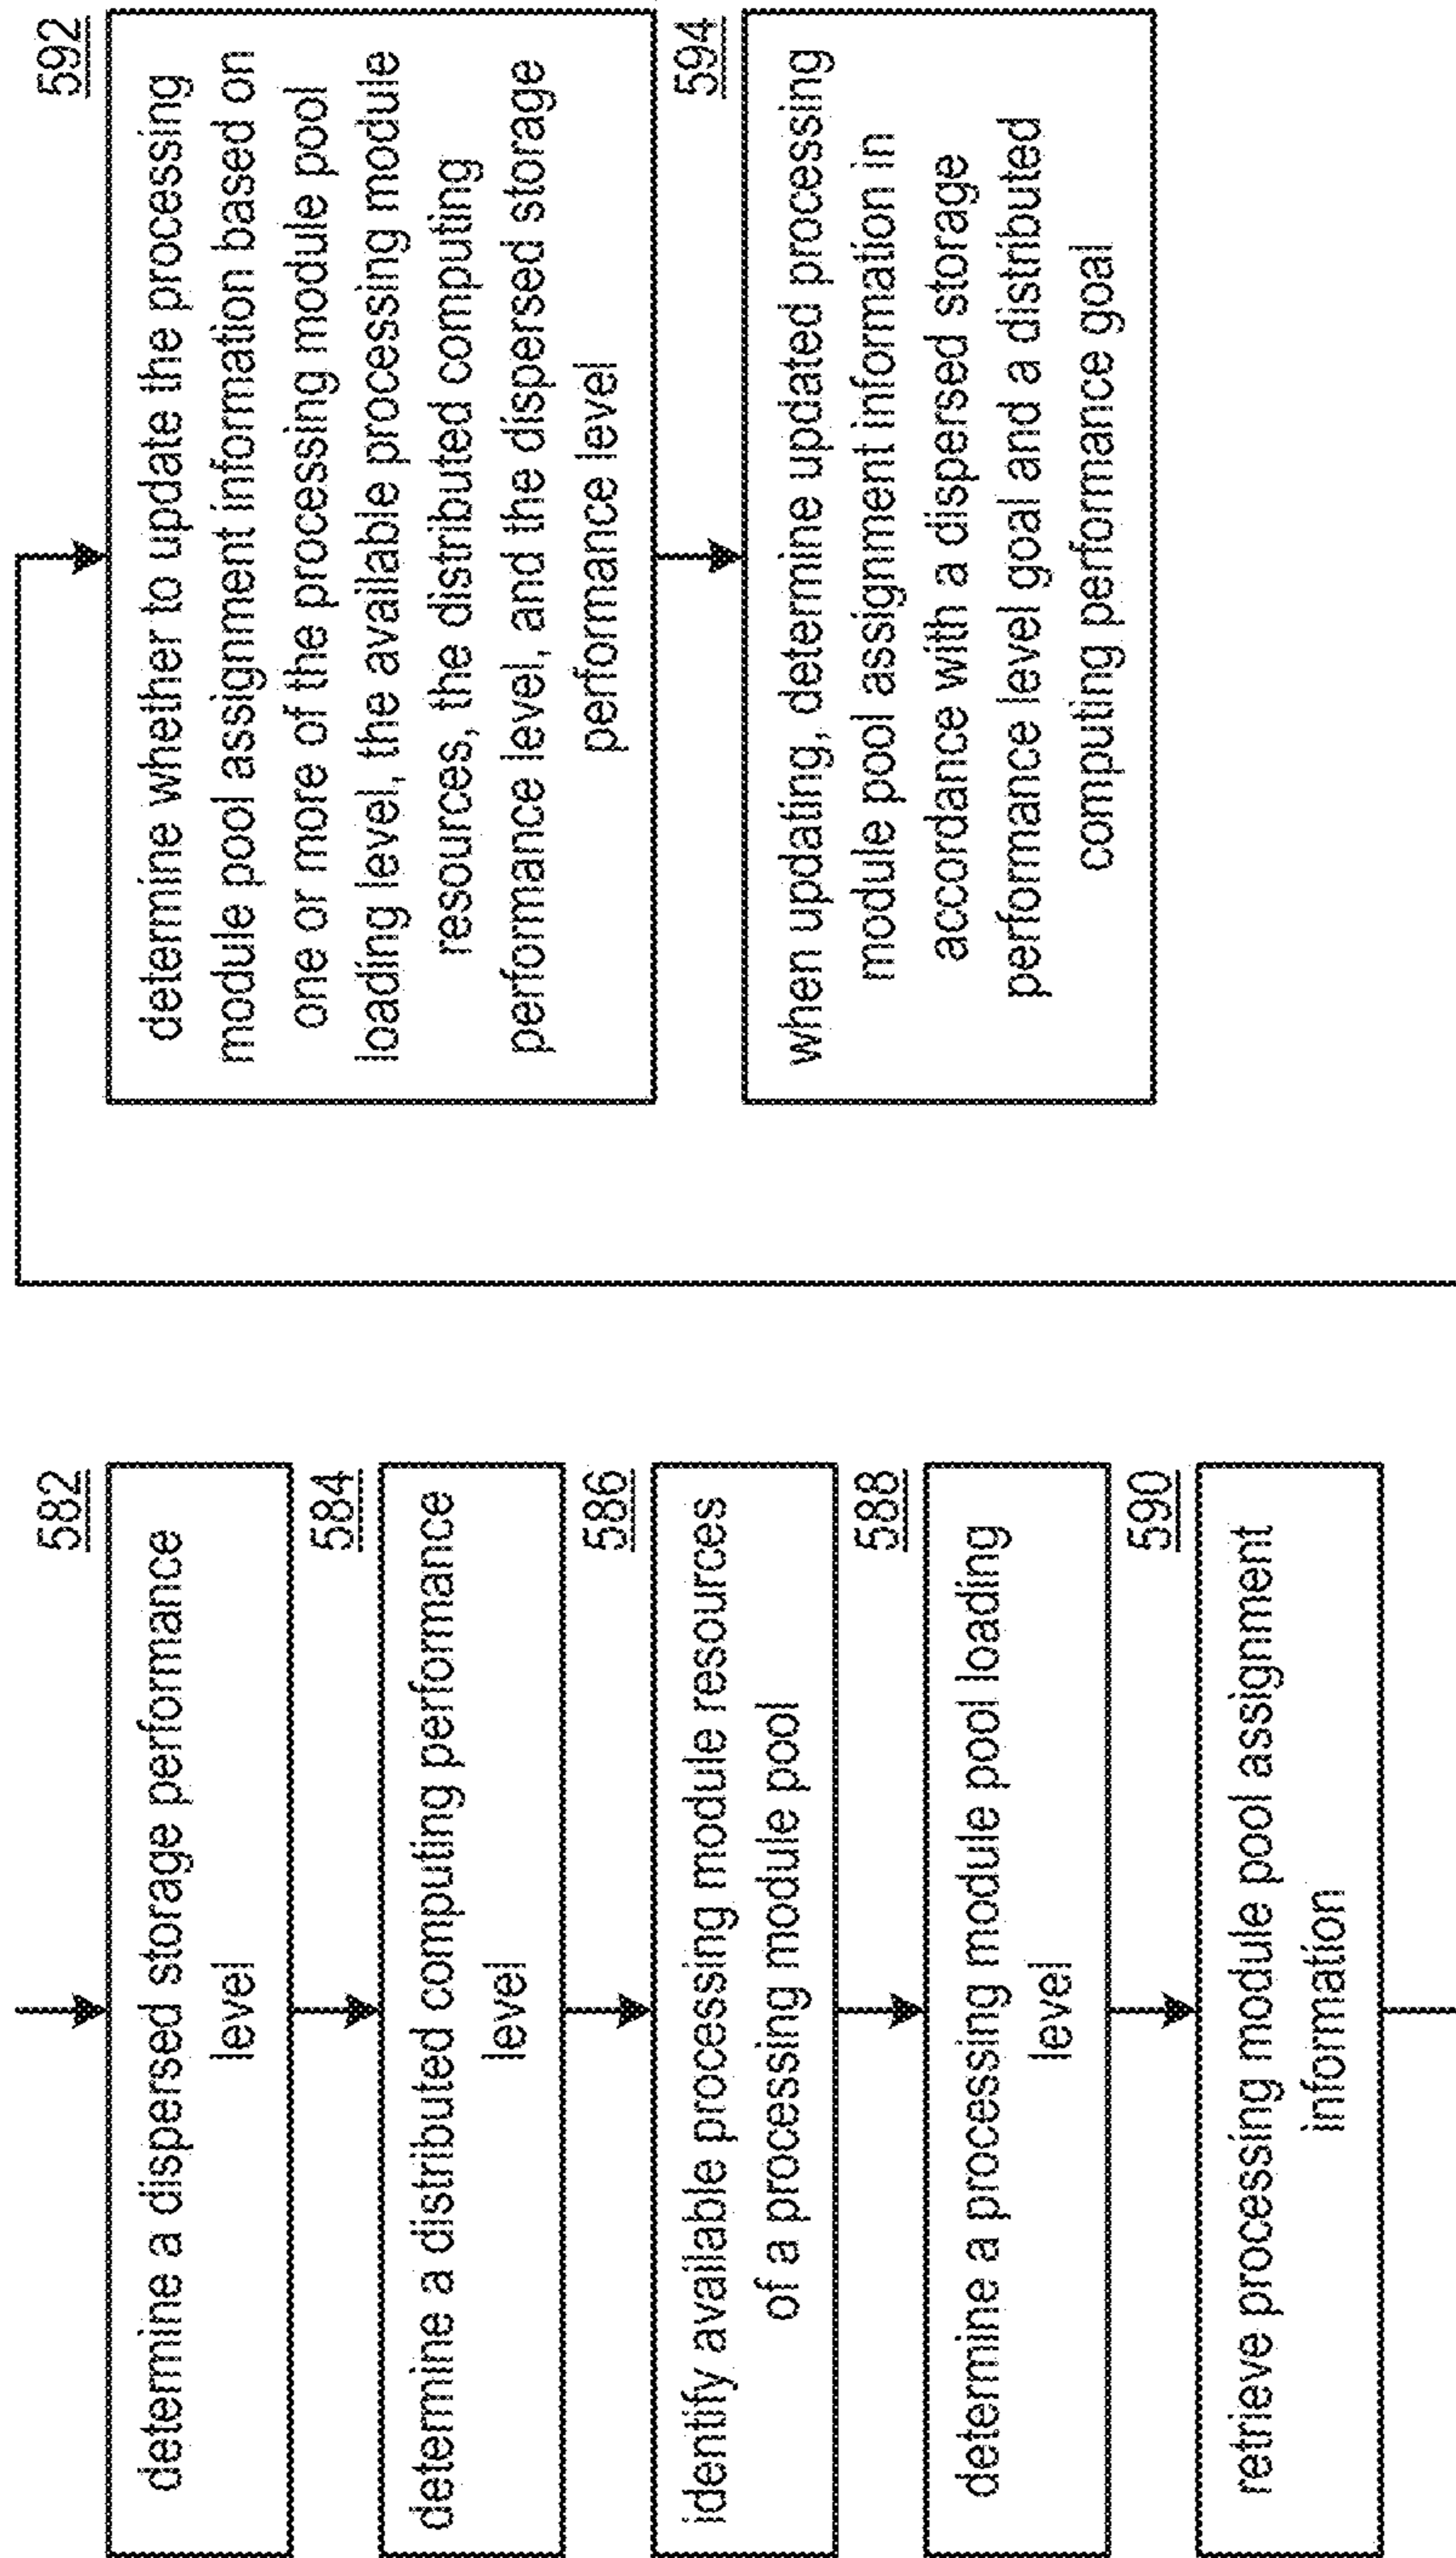 582
determine a dispersed storage performance
level
584
determine a distributed computing performance
level
586
identify available processing module resources
of a processing module pool
588
determine a processing module pool loading
level
590
retrieve processing module pool assignment
information
592
determine whether to update the processing
module pool assignment information based on
one or more of the processing module pool
loading level, the available processing module
resources, the distributed computing
performance level, and the dispersed storage
performance level
594
when updating, determine updated processing
module pool assignment information in
accordance with a dispersed storage
performance level goal and a distributed
computing performance goal